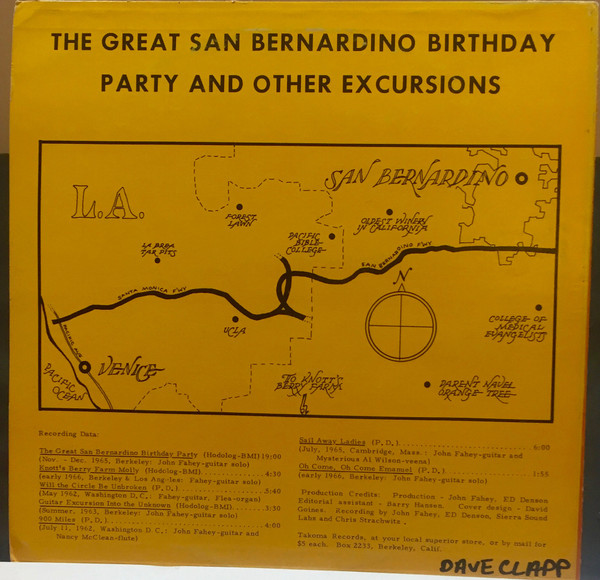 THE GREAT SAN BERNARDINO BIRTHDAY
PARTY AND OTHER EXCURSIONS
SAN BERNARDINO
L.A.
FOREST
LAWN
OLDEST WINERY
IN CALIFORNIA
PACIFIC
BIBLE
COLLEGE
LA BREA
TAR PITS
SAN BERNARDINO FWY
N
SANTA MONICA FWY
UCLA
COLLEGE OF
MEDICAL
EVANGELISTS
VENICE
PACIFIC
OCEAN
TO KNOTT'S
BERRY FARM
PARENT NAVEL
ORANGE TREE
Recording Data:
The Great San Bernardino Birthday Party (Hodolog-BMI)19:00
(Nov. - Dec. 1965, Berkeley: John Fahey-guitar solo)
Knott's Berry Farm Molly (Hodolog-BMI)....................4:30
(early 1966, Berkeley & Los Ang-les: Fahey-guitar solo)
Will the Circle Be Unbroken (P.D.).........................5:40
(May 1962, Washington D.C.: Fahey-guitar, Flea-organ)
Guitar Excursion Into the Unknown (Hodolog-BMI)......1:30
(Summer, 1963, Berkeley: John Fahey-guitar solo)
900 Miles (P.D.)..............................................4:00
(July 11, 1962, Washington D.C.: John Fahey-guitar and
Nancy McClean-flute)
Sail Away Ladies (P.D.)......................................6:00
(July, 1965, Cambridge, Mass.: John Fahey-guitar and
Mysterious Al Wilson-veena)
Oh Come, Oh Come Emanuel (P.D.)........................1:55
(early 1966, Berkeley: John Fahey-guitar solo)
Production Credits: Production - John Fahey, ED Denson
Editorial assistant - Barry Hansen. Cover design - David
Goines. Recording by John Fahey, ED Denson, Sierra Sound
Labs and Chris Strachwitz.
Takoma Records, at your local superior store, or by mail for
$5 each. Box 2233, Berkeley, Calif.
DAVE CLAPP